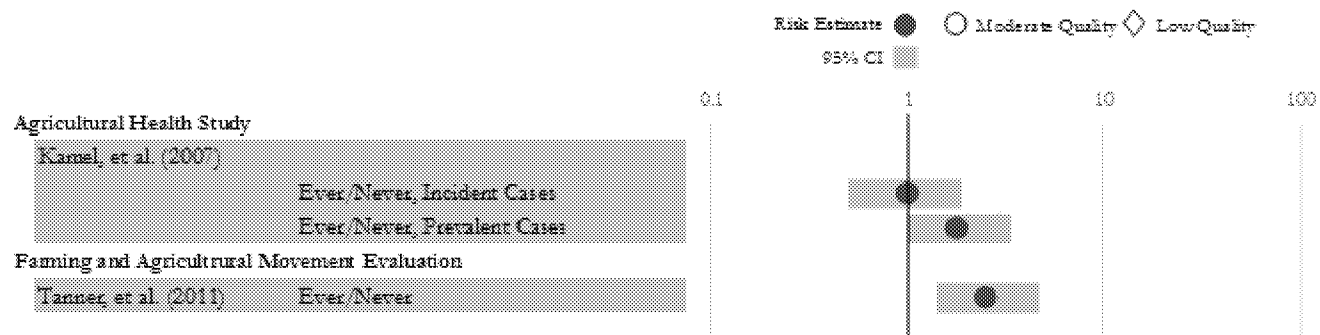 Risk Estimate Moderate Quality Low Quality
95% CI
0.1 1 10 100
Agricultural Health Study
Kamel, et al. (2007)
Ever/Never, Incident Cases
Ever/Never, Prevalent Cases
Farming and Agricultrural Movement Evaluation
Tanner, et al. (2011) Ever/Never